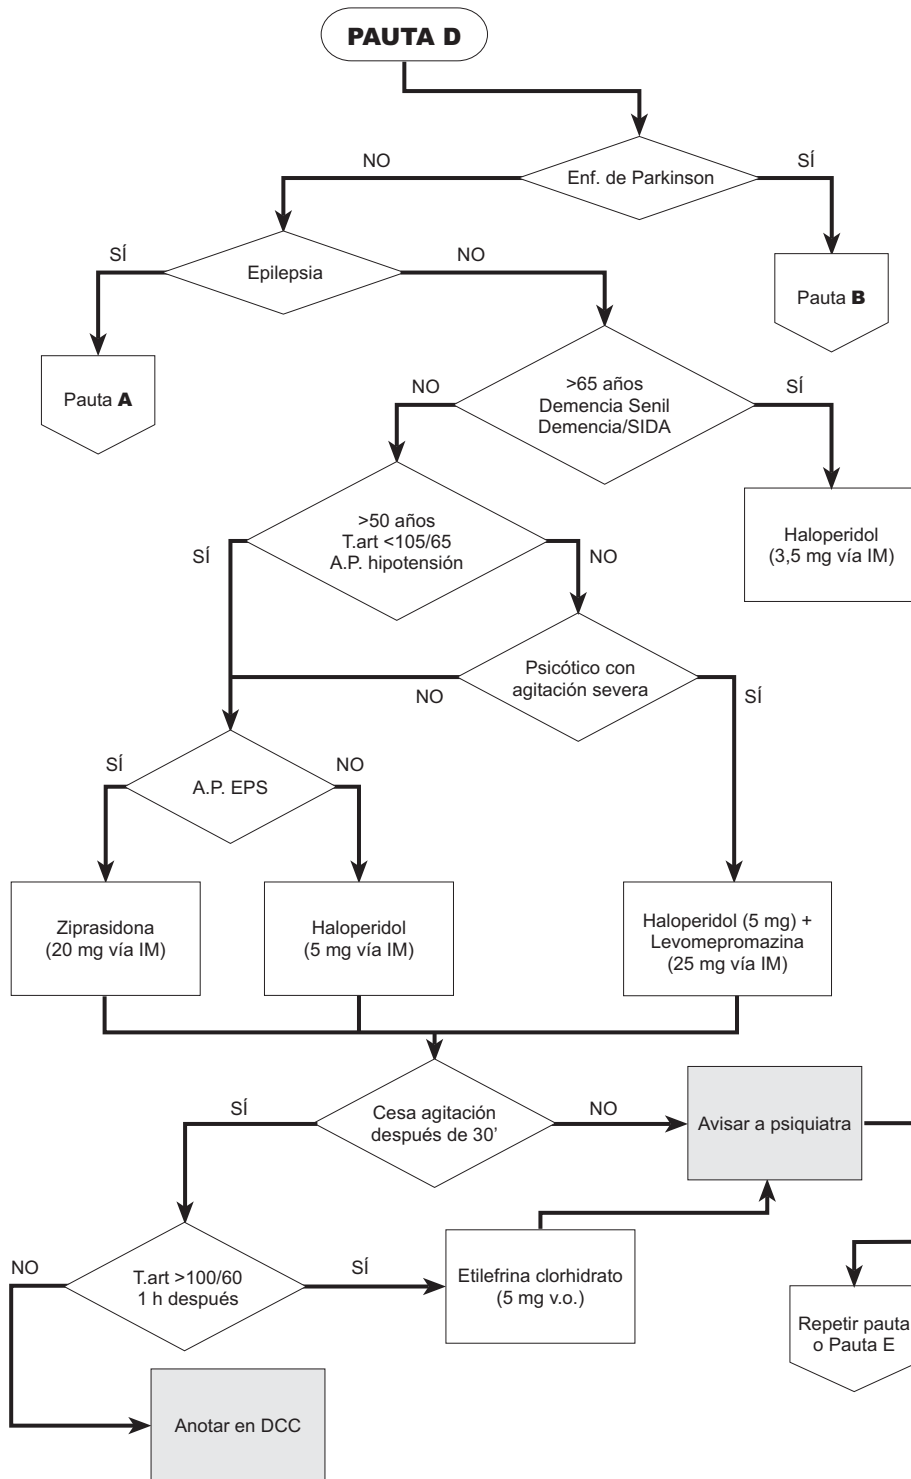 PAUTA D
NO
SÍ
Enf. de Parkinson
SÍ
NO
Epilepsia
Pauta B
Pauta A
NO
SÍ
>65 años
Demencia Senil
Demencia/SIDA
Haloperidol
(3,5 mg vía IM)
SÍ
NO
>50 años
T.art <105/65
A.P. hipotensión
NO
SÍ
Psicótico con
agitación severa
SÍ
NO
A.P. EPS
Ziprasidona
(20 mg vía IM)
Haloperidol
(5 mg vía IM)
Haloperidol (5 mg) +
Levomepromazina
(25 mg vía IM)
SÍ
NO
Cesa agitación
después de 30’
Avisar a psiquiatra
NO
SÍ
T.art >100/60
1 h después
Etilefrina clorhidrato
(5 mg v.o.)
Repetir pauta
o Pauta E
Anotar en DCC